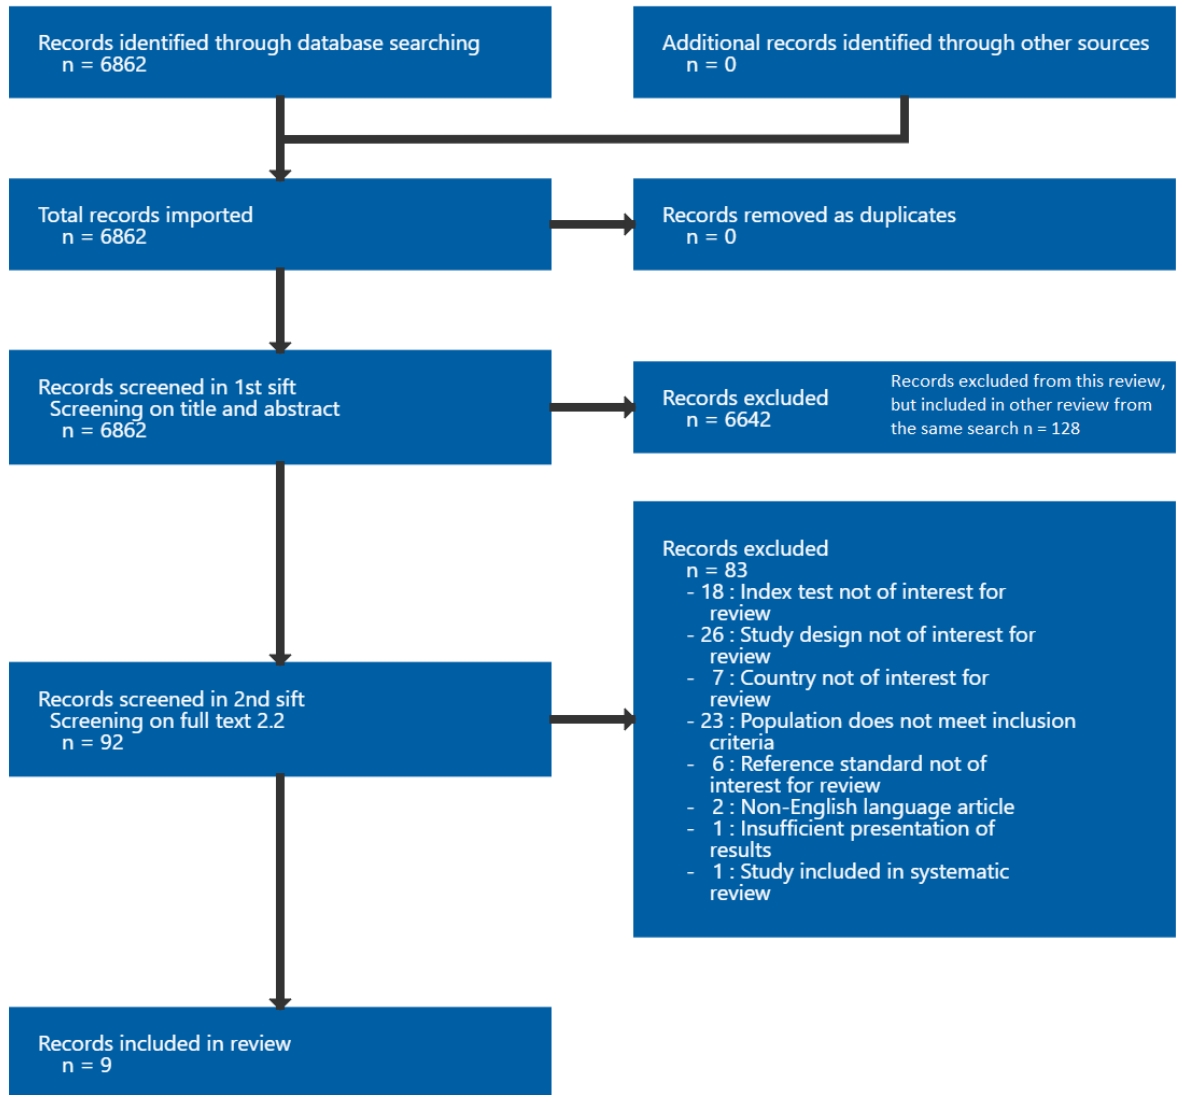 Records identified through database searching
n = 6862
Additional records identified through other sources
n = 0
Total records imported
n = 6862
Records removed as duplicates
n = 0
Records screened in 1st sift
Screening on title and abstract
n = 6862
Records excluded
n = 6642
Records excluded from this review,
but included in other review from
the same search n = 128
Records screened in 2nd sift
Screening on full text 2.2
n = 92
Records excluded
n = 83
- 18 : Index test not of interest for
review
- 26 : Study design not of interest for
review
- 7 : Country not of interest for
review
- 23 : Population does not meet inclusion
criteria
- 6 : Reference standard not of
interest for review
- 2 : Non-English language article
- 1 : Insufficient presentation of
results
- 1 : Study included in systematic
review
Records included in review
n = 9